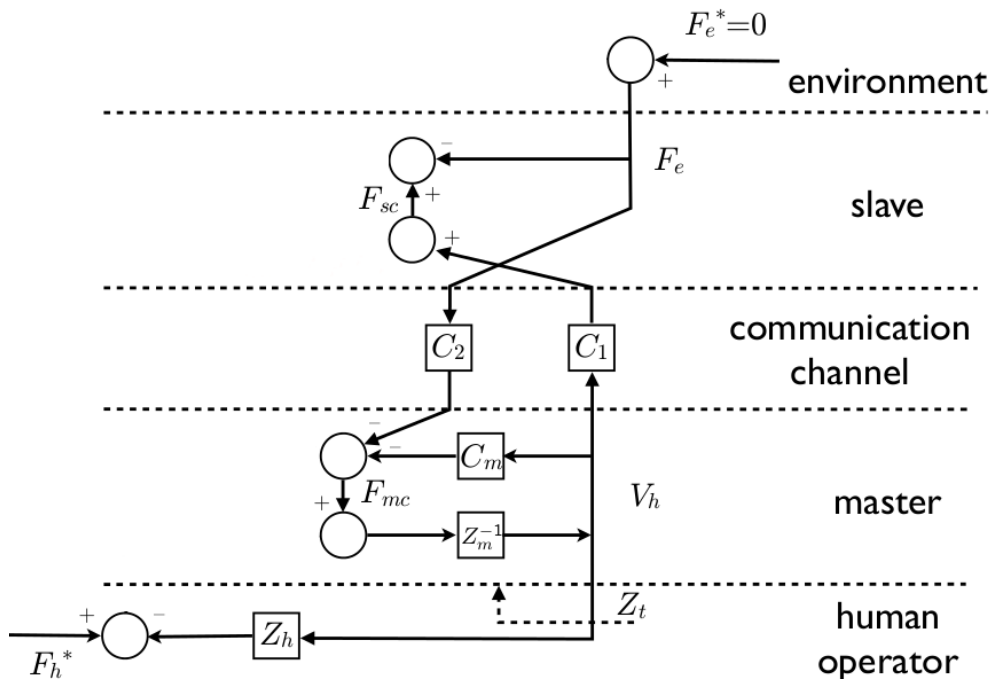 F_e*=0
+
environment
−
F_e
F_sc
+
slave
+
communication
channel
C_2
C_1
−
−
C_m
+
F_mc
V_h
master
Z_m^{-1}
Z_t
+
−
Z_h
human
operator
F_h*